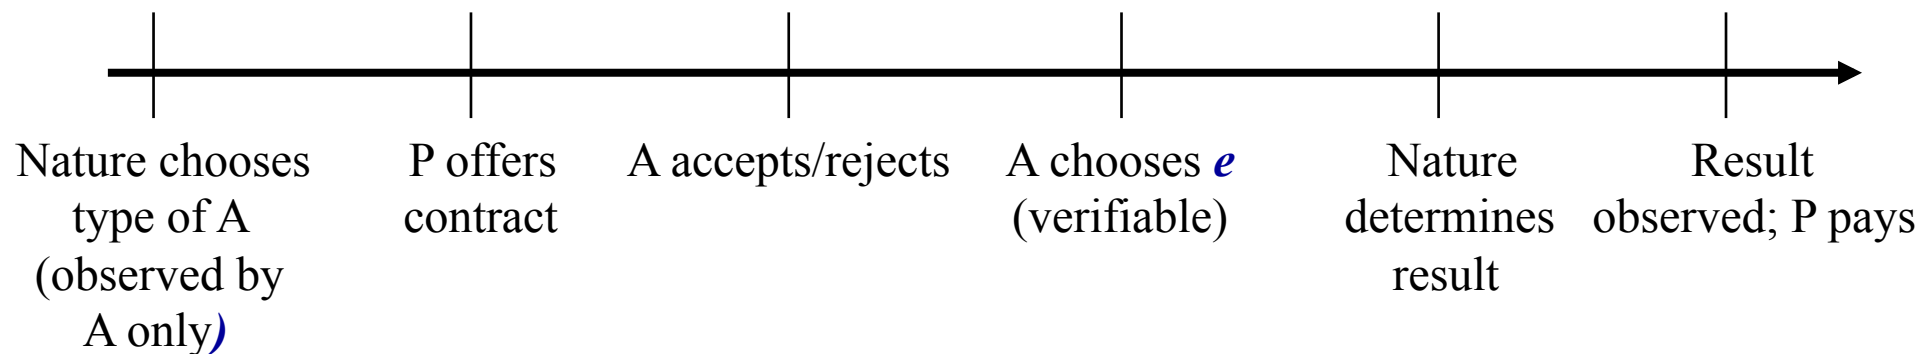 Nature chooses
type of A
(observed by
A only)
P offers
contract
A accepts/rejects
A chooses e
(verifiable)
Nature
determines
result
Result
observed; P pays